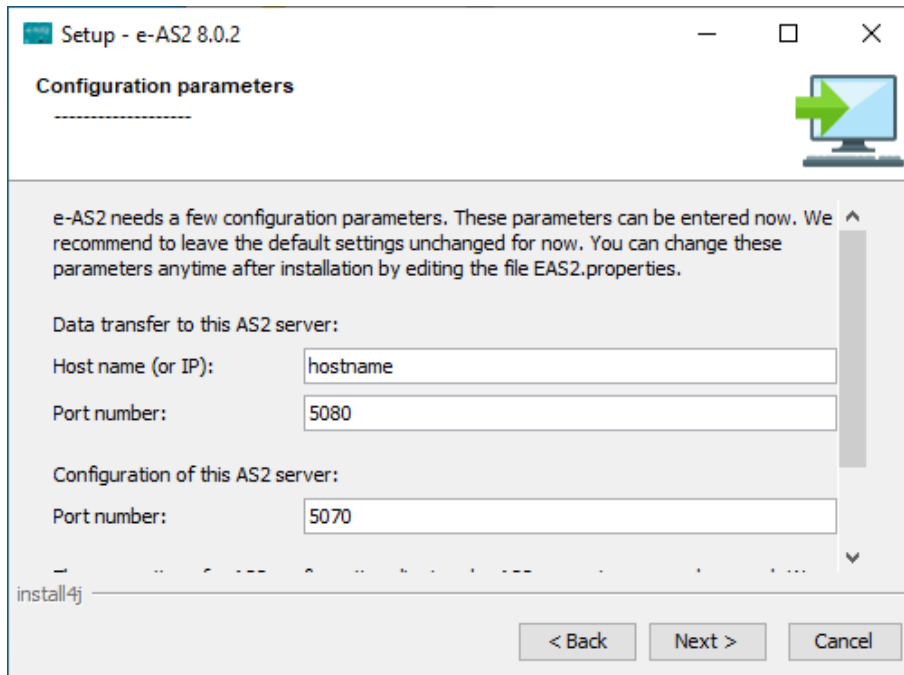 Setup - e-AS2 8.0.2
Configuration parameters
-------------------
e-AS2 needs a few configuration parameters. These parameters can be entered now. We
recommend to leave the default settings unchanged for now. You can change these
parameters anytime after installation by editing the file EAS2.properties.
Data transfer to this AS2 server:
Host name (or IP): hostname
Port number: 5080
Configuration of this AS2 server:
Port number: 5070
install4j
< Back Next > Cancel